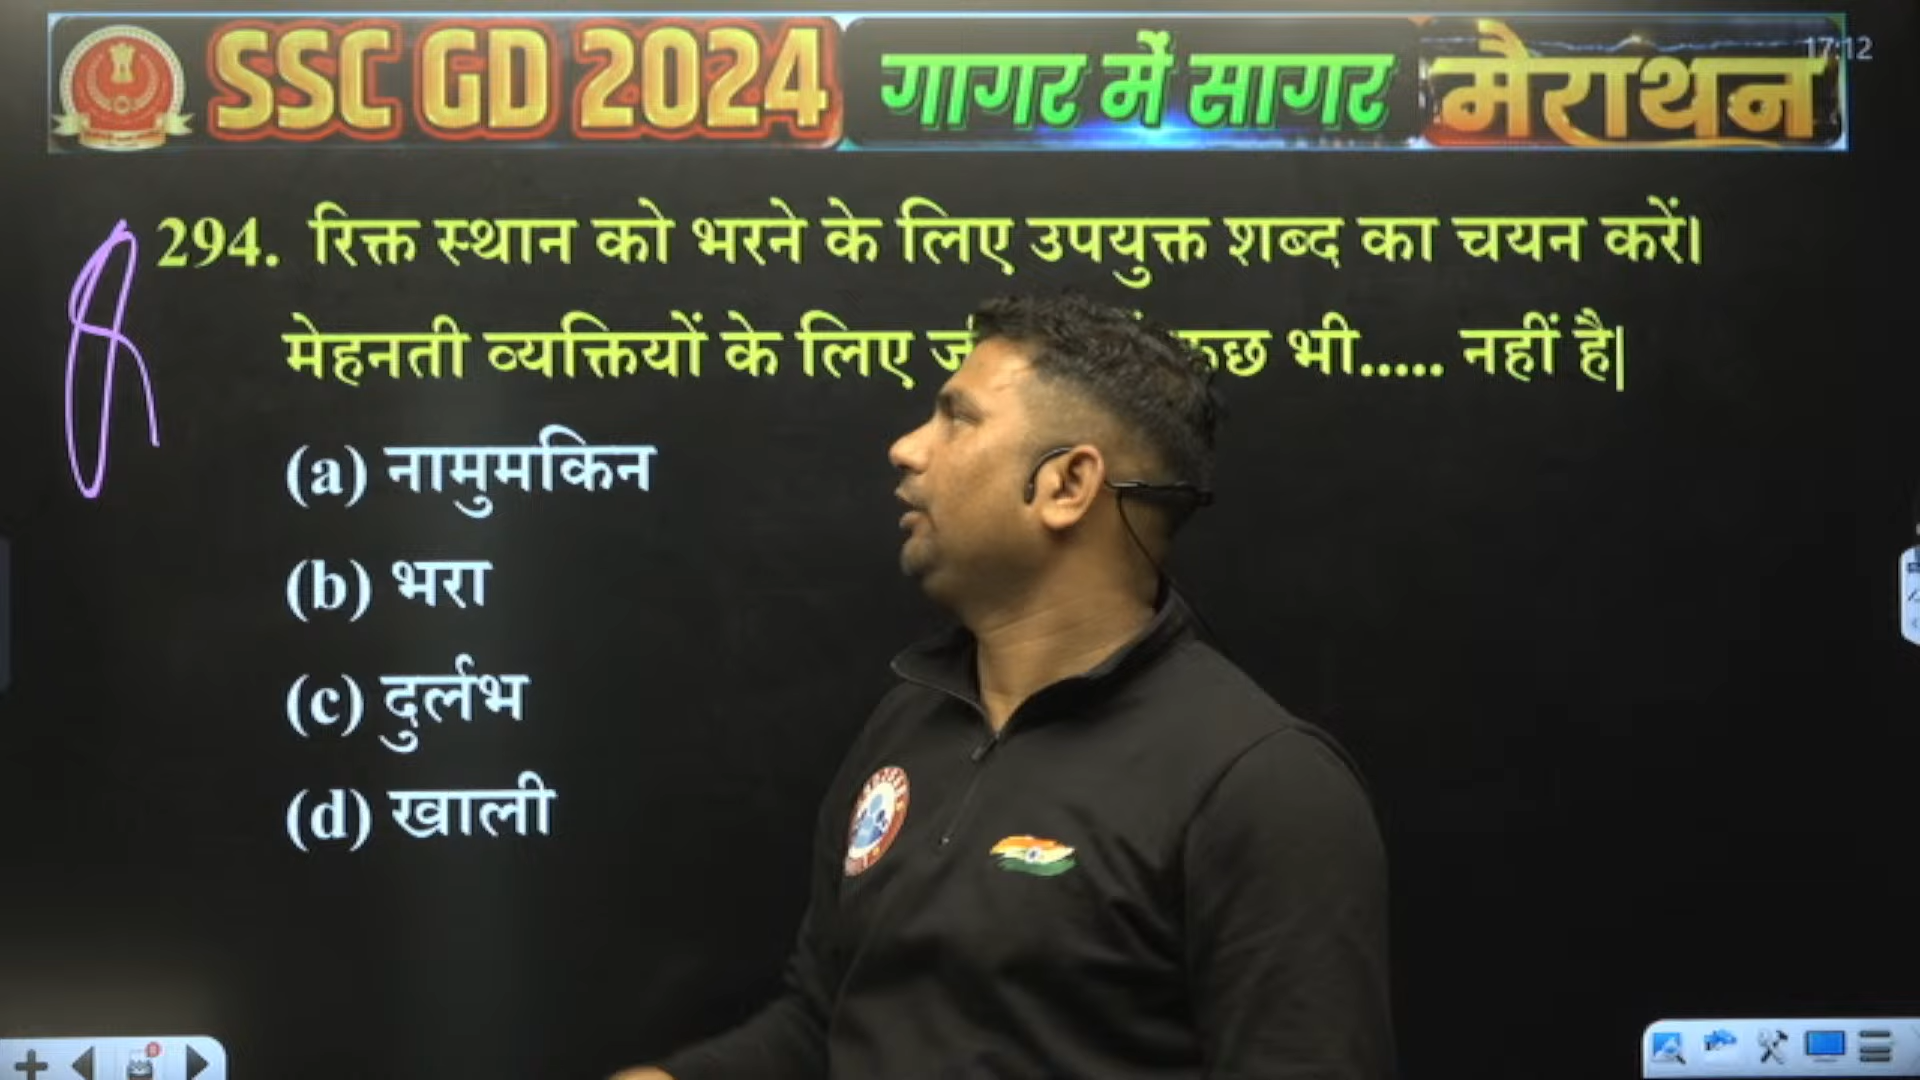 SSC GD 2024 गागर में सागर मैराथन
17:12
294. रिक्त स्थान को भरने के लिए उपयुक्त शब्द का चयन करें।
मेहनती व्यक्तियों के लिए भी..... नहीं है|
(a) नामुमकिन
(b) भरा
(c) दुर्लभ
(d) खाली